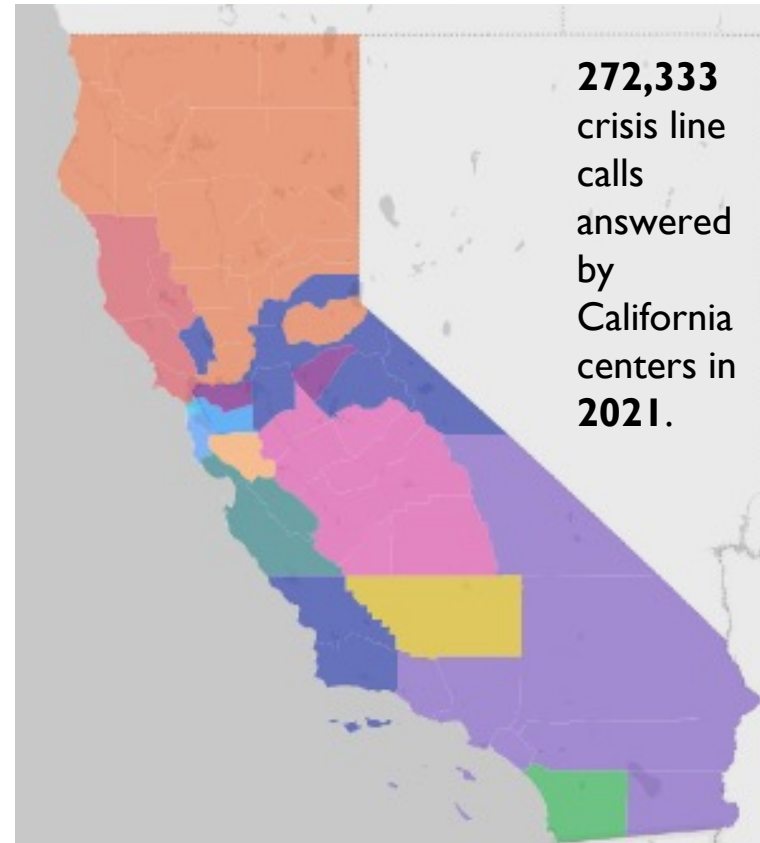 272,333
crisis line
calls
answered
by
California
centers in
2021.